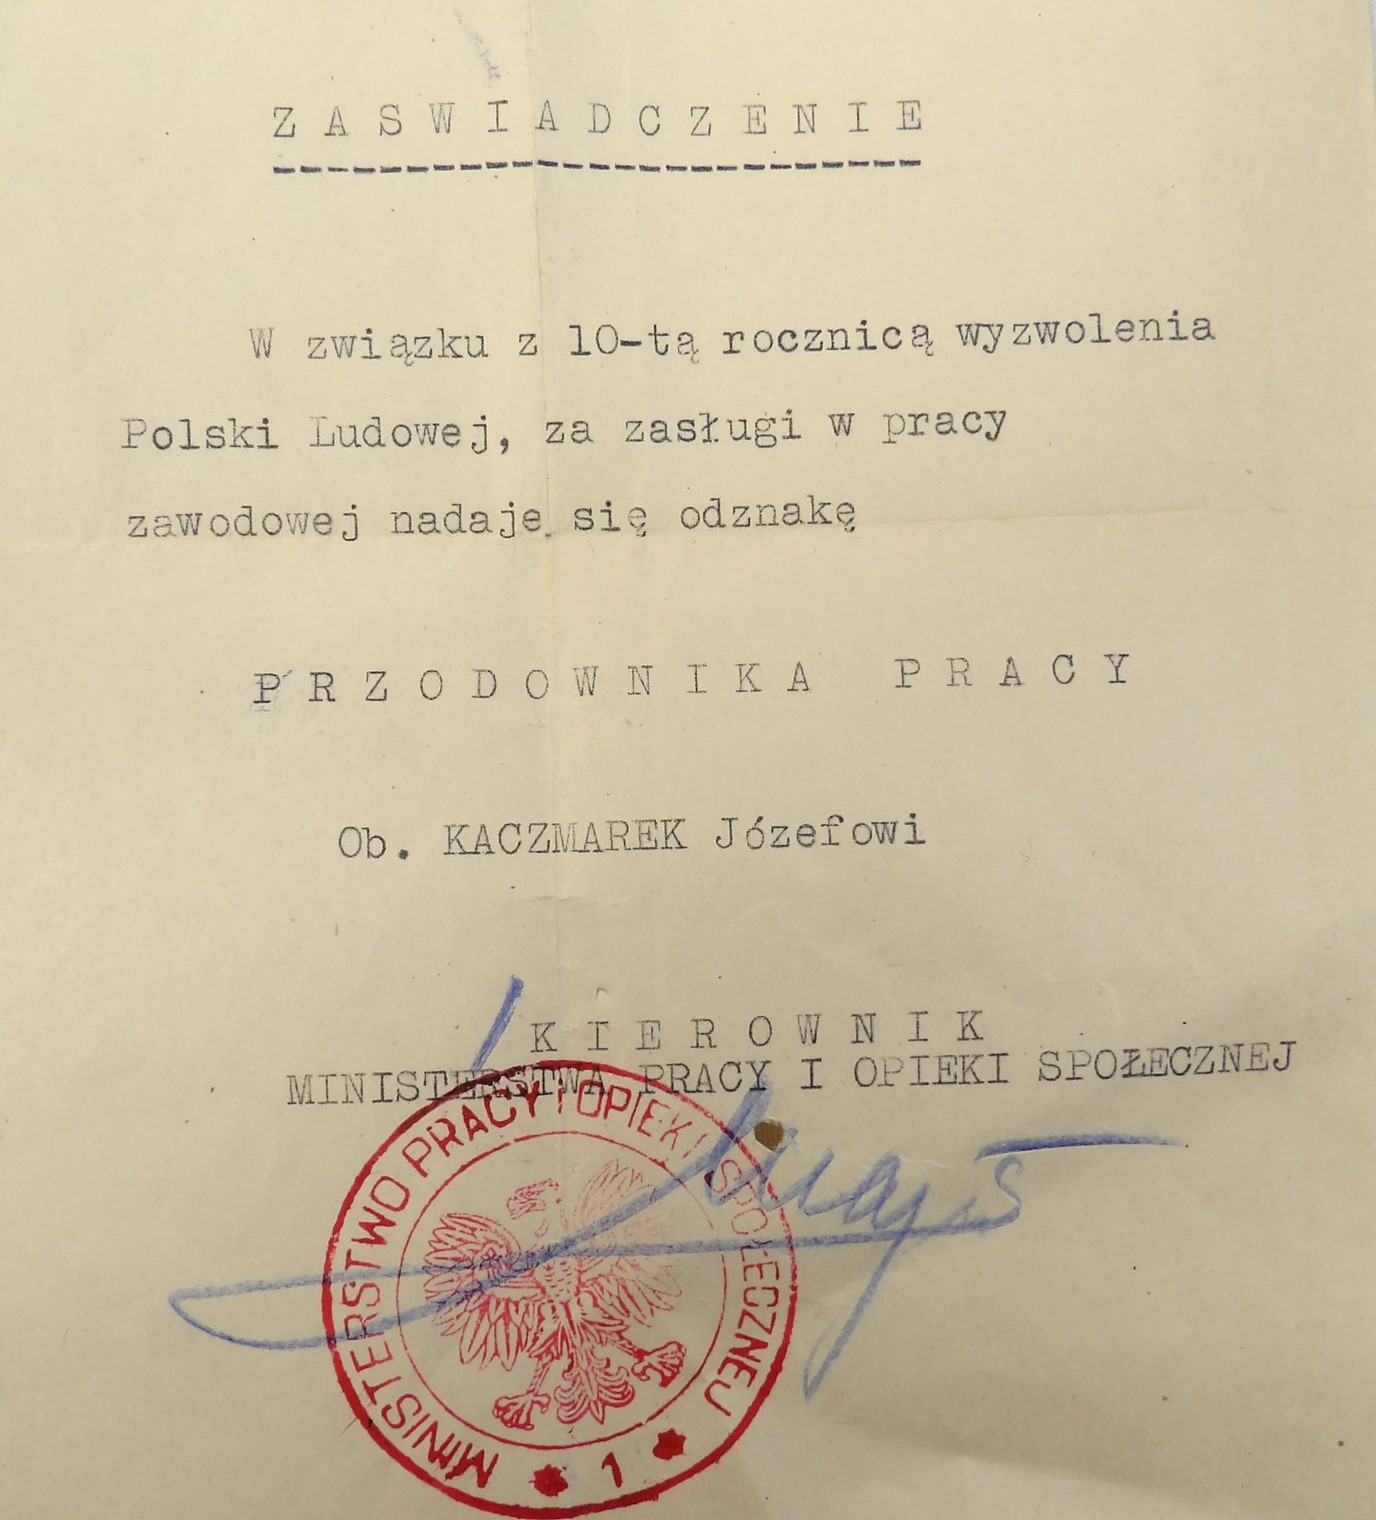 Z A S W I A D C Z E N I E
W związku z 10-tą rocznicą wyzwolenia
Polski Ludowej, za zasługi w pracy
zawodowej nadaje się odznakę
P R Z O D O W N I K A  P R A C Y
Ob. KACZMAREK Józefowi
K I E R O W N I K
MINISTERSTWA PRACY I OPIEKI SPOŁECZNEJ
MINISTERSTWO PRACY I OPIEKI SPOŁECZNEJ
1